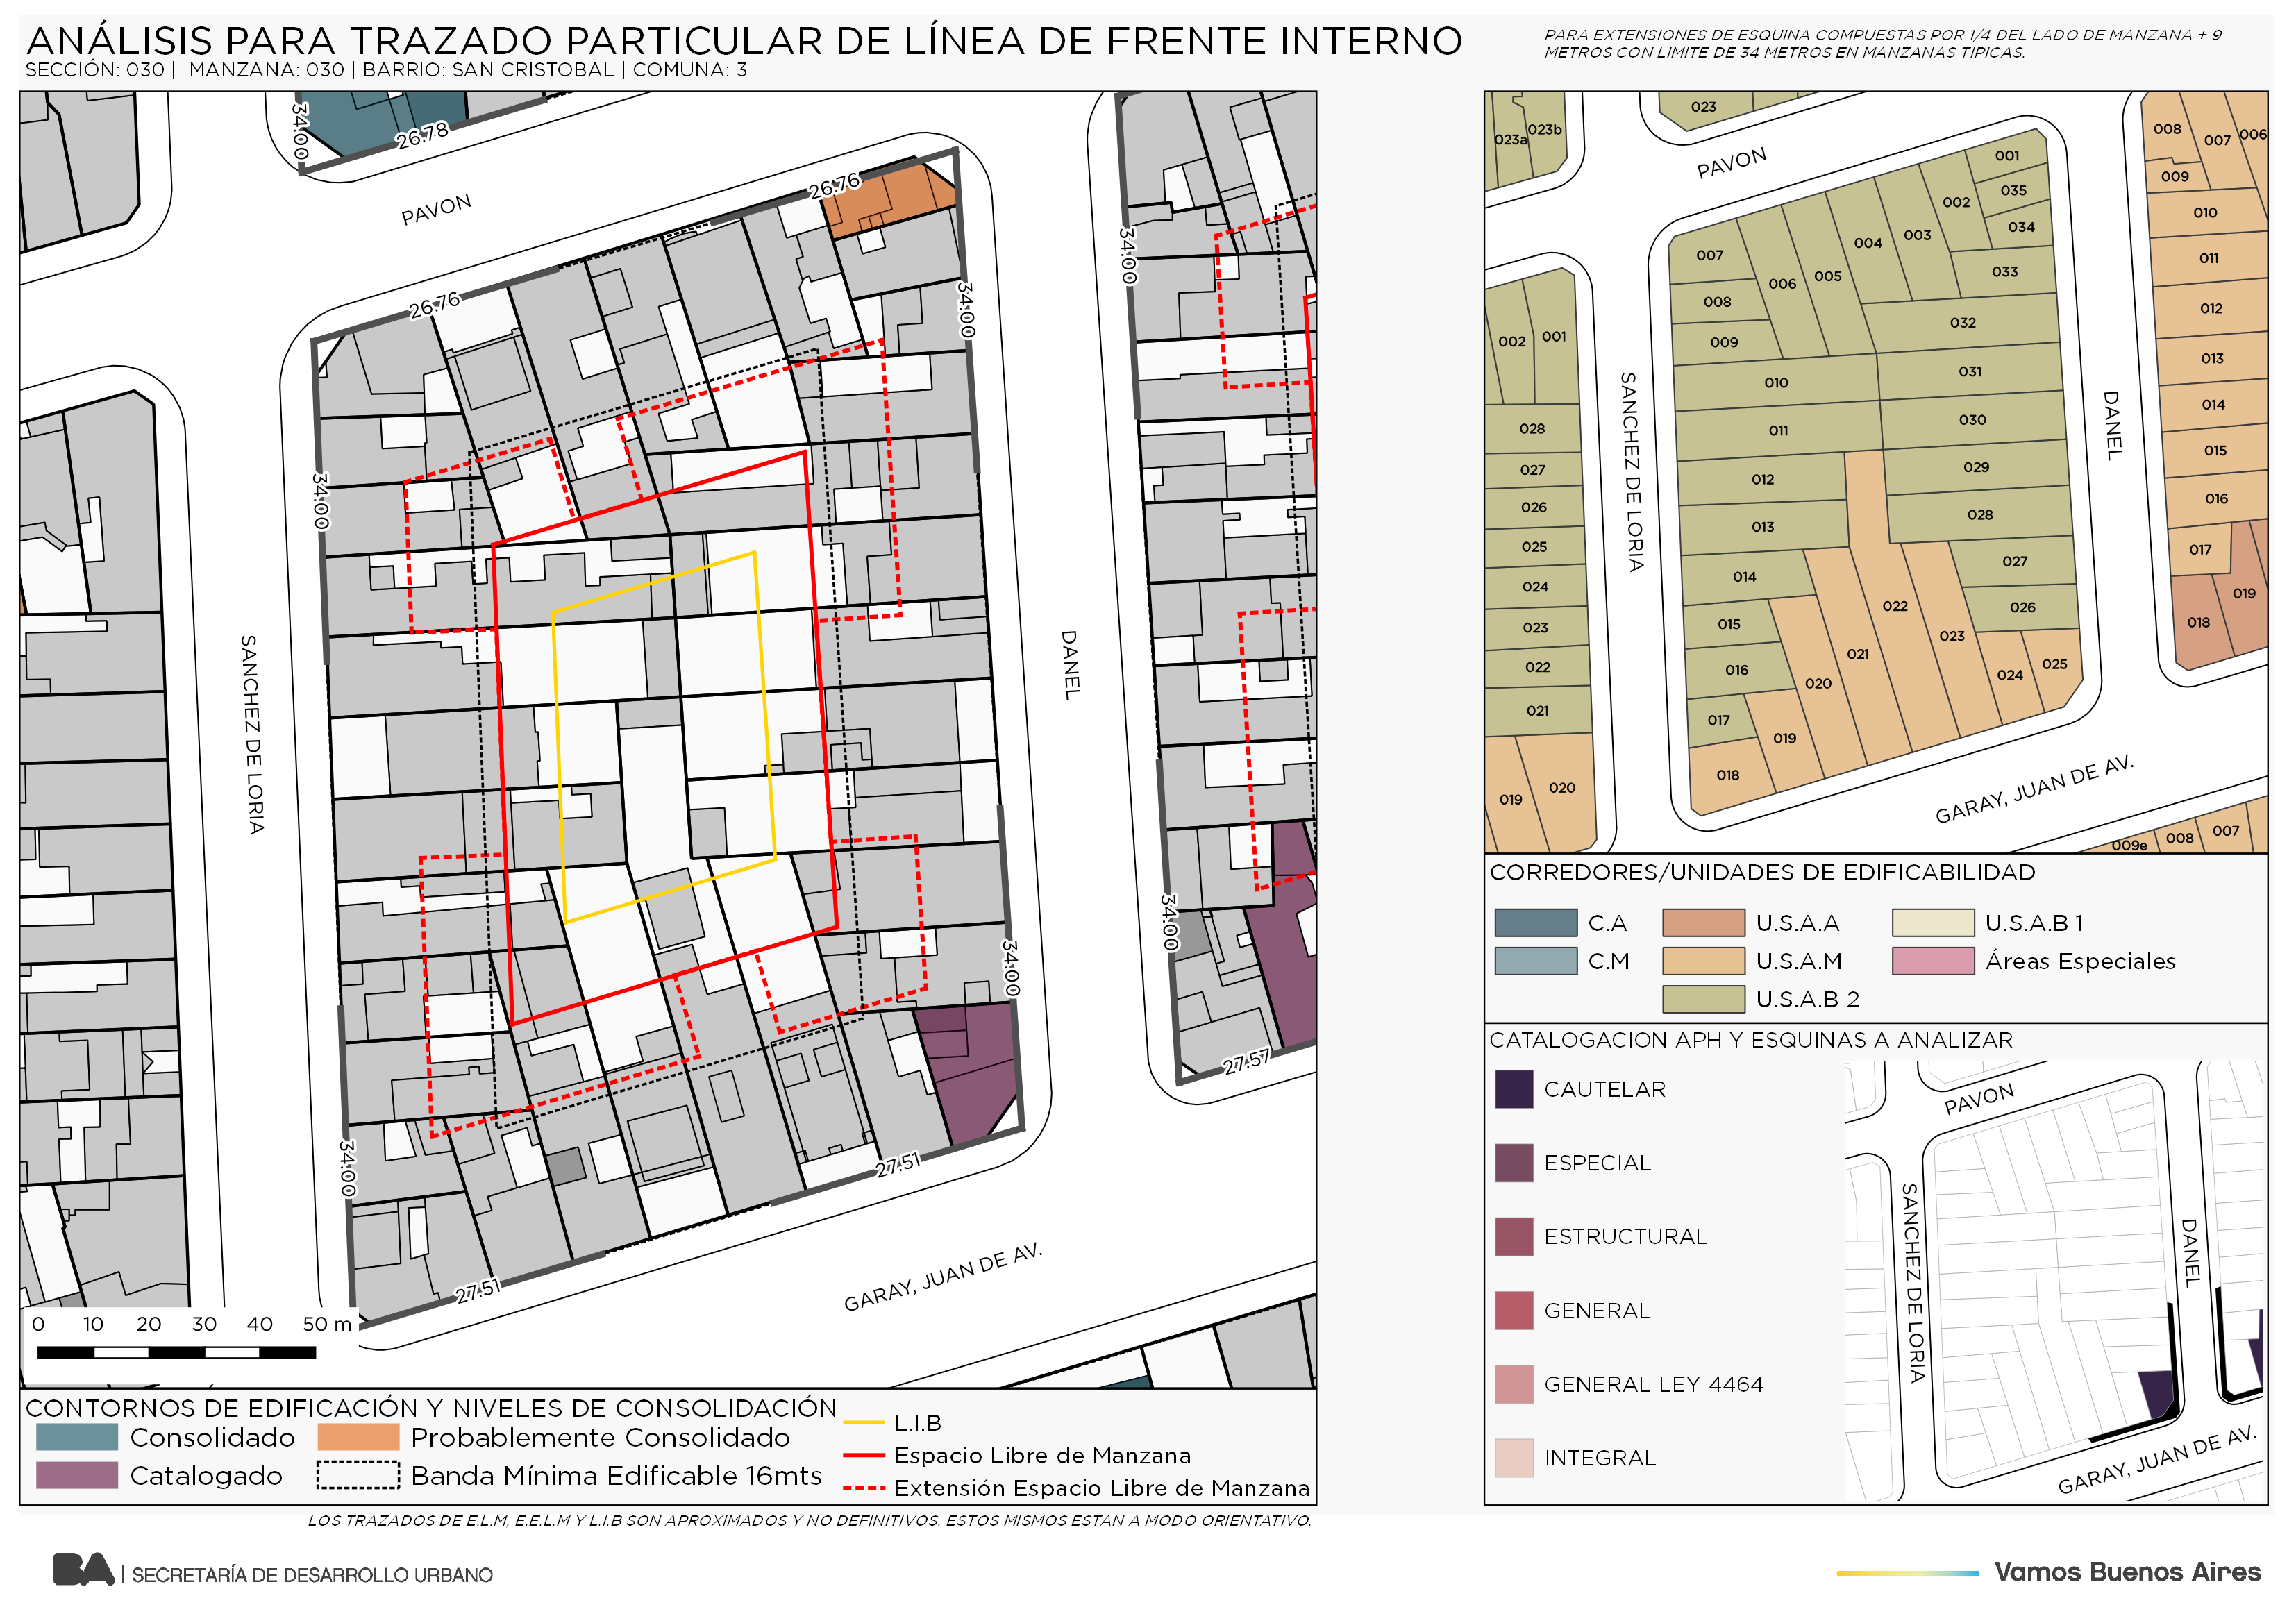 ANÁLISIS PARA TRAZADO PARTICULAR DE LÍNEA DE FRENTE INTERNO
SECCIÓN: 030 | MANZANA: 030 | BARRIO: SAN CRISTOBAL | COMUNA: 3
PARA EXTENSIONES DE ESQUINA COMPUESTAS POR 1/4 DEL LADO DE MANZANA + 9
METROS CON LIMITE DE 34 METROS EN MANZANAS TIPICAS.
34.00
26.78
PAVON
26.76
26.76
34.00
34.00
34.00
SANCHEZ DE LORIA
DANEL
34.00
34.00
34.00
27.57
27.51
27.51
GARAY, JUAN DE AV.
0 10 20 30 40 50 m
CONTORNOS DE EDIFICACIÓN Y NIVELES DE CONSOLIDACIÓN
Consolidado
Probablemente Consolidado
Catalogado
Banda Mínima Edificable 16mts
L.I.B
Espacio Libre de Manzana
Extensión Espacio Libre de Manzana
LOS TRAZADOS DE E.L.M, E.E.L.M Y L.I.B SON APROXIMADOS Y NO DEFINITIVOS. ESTOS MISMOS ESTAN A MODO ORIENTATIVO.
023a
023b
023
PAVON
008
007
006
009
010
011
012
013
014
015
016
017
018
019
001
035
034
002
033
003
004
005
006
007
008
009
032
031
010
030
011
029
012
028
013
027
014
026
015
022
023
016
021
025
024
020
017
019
018
002
001
028
027
026
025
024
023
022
021
019
020
SANCHEZ DE LORIA
DANEL
GARAY, JUAN DE AV.
009e
008
007
CORREDORES/UNIDADES DE EDIFICABILIDAD
C.A
U.S.A.A
U.S.A.B 1
C.M
U.S.A.M
Áreas Especiales
U.S.A.B 2
CATALOGACION APH Y ESQUINAS A ANALIZAR
CAUTELAR
ESPECIAL
ESTRUCTURAL
GENERAL
GENERAL LEY 4464
INTEGRAL
PAVON
SANCHEZ DE LORIA
DANEL
GARAY, JUAN DE AV.
BA | SECRETARÍA DE DESARROLLO URBANO
Vamos Buenos Aires